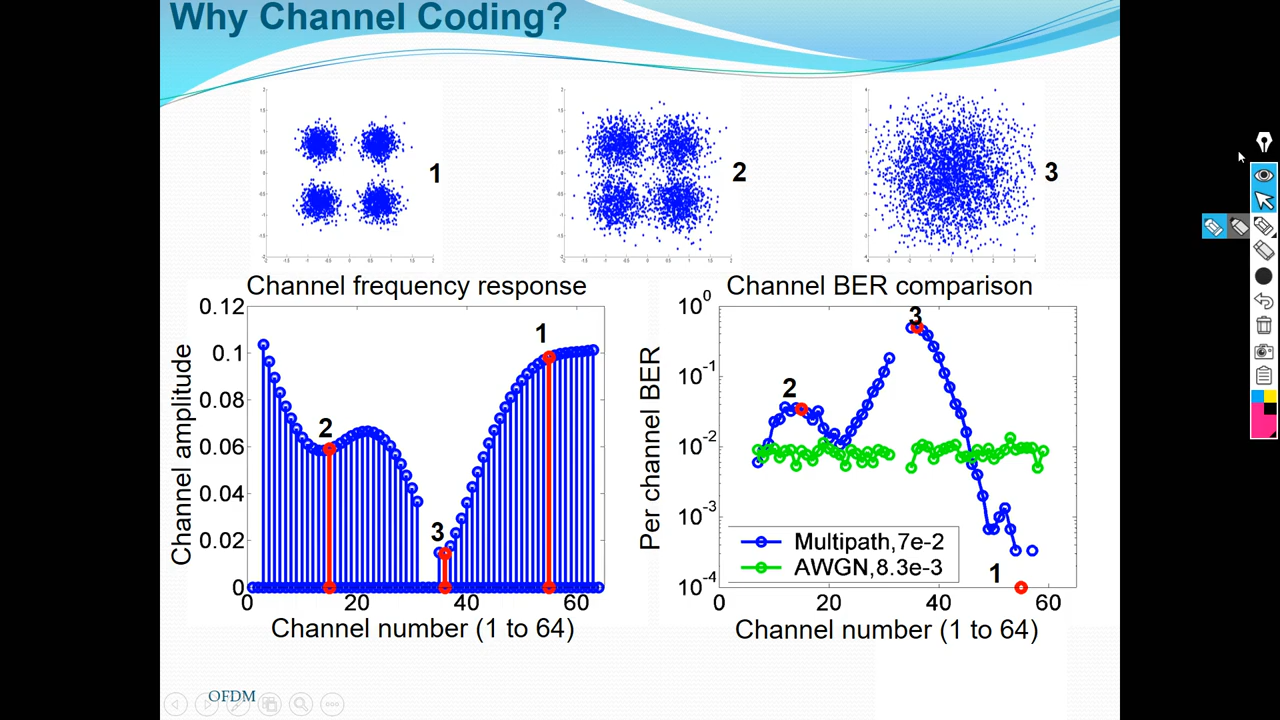 Why Channel Coding?
1
2
3
Channel frequency response
Channel amplitude
0.12
0.1
0.08
0.06
0.04
0.02
0
0 20 40 60
1
2
3
Channel number (1 to 64)
Channel BER comparison
Per channel BER
10^0
10^-1
10^-2
10^-3
10^-4
0 20 40 60
3
2
1
Multipath,7e-2
AWGN,8.3e-3
Channel number (1 to 64)
OFDM